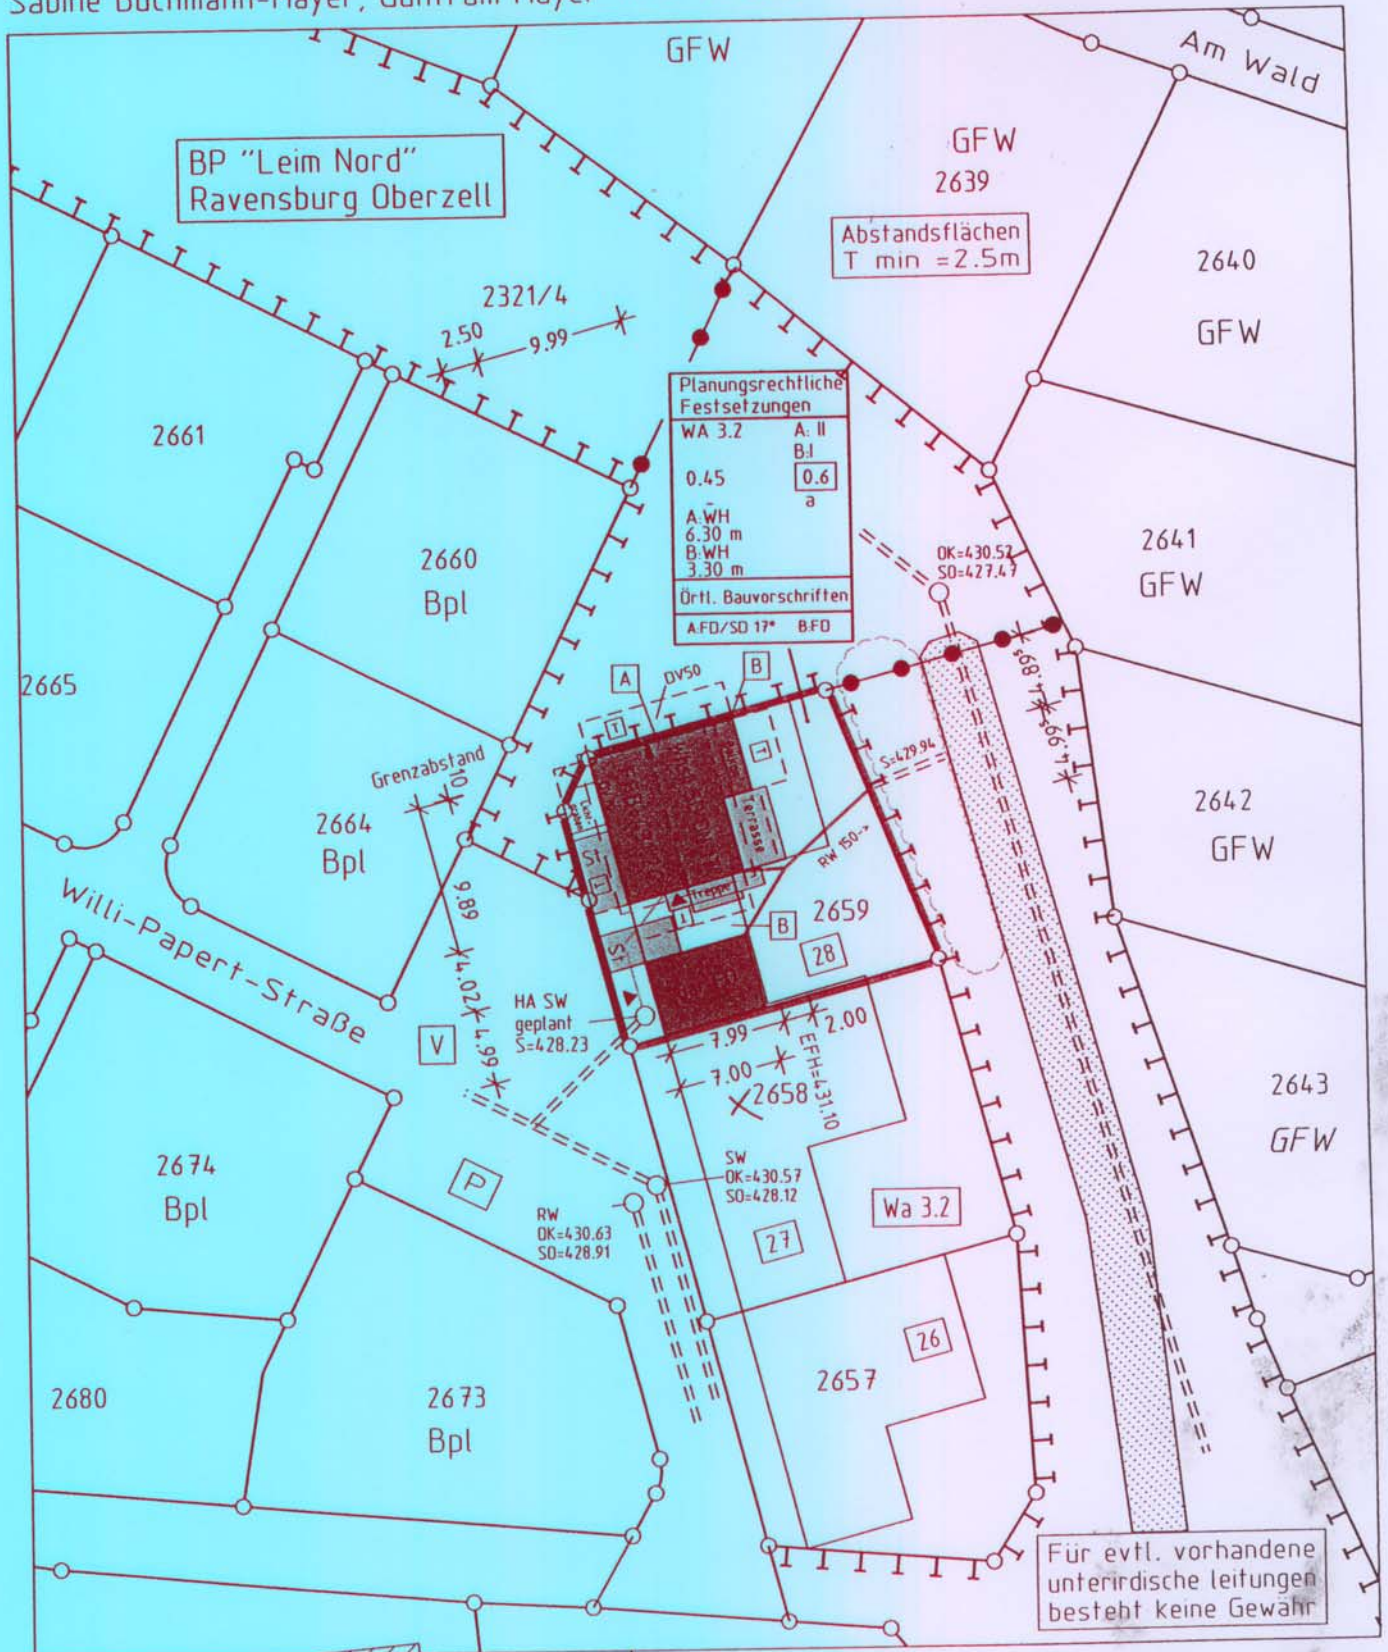 GFW
Am Wald
BP "Leim Nord"
Ravensburg Oberzell
GFW
2639
Abstandsflächen
T min =2.5m
2640
GFW
2321/4
2.50
9.99
Planungsrechtliche
Festsetzungen
WA 3.2 A: II
B:I
0.45 0.6
a
A:WH
6.30 m
B:WH
3.30 m
Örtl. Bauvorschriften
A:FD/SD 17° B:FD
2661
2660
Bpl
OK=430.52
SO=427.47
2641
GFW
2665
A
DV50
B
T
T
4.89⁵
4.99⁵
S=429.94
Grenzabstand
10
2664
Bpl
St
T
Terrasse
RW 150->
2642
GFW
Willi-Papert-Straße
9.89
4.02
4.99
Treppe
T
B
2659
28
St
HA SW
geplant
S=428.23
V
7.99
2.00
7.00
EFH=431.10
2658
2643
GFW
2674
Bpl
P
SW
OK=430.57
SO=428.12
RW
OK=430.63
SO=428.91
27
Wa 3.2
26
2657
2680
2673
Bpl
Für evtl. vorhandene
unterirdische leitungen
besteht keine Gewähr